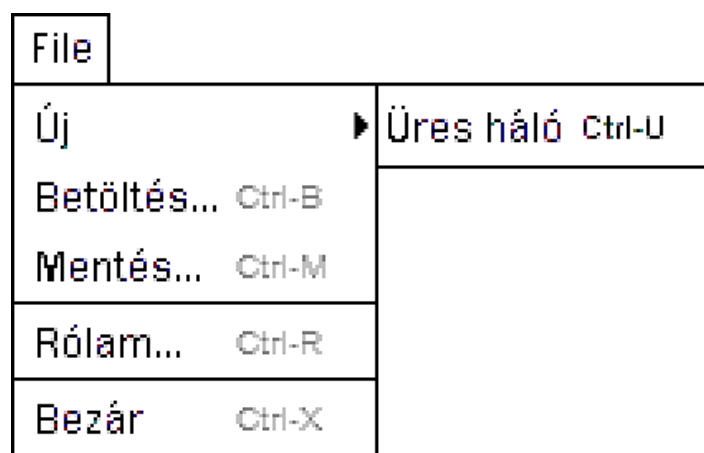 File
Új Üres háló Ctrl-U
Betöltés... Ctrl-B
Mentés... Ctrl-M
Rólam... Ctrl-R
Bezár Ctrl-X